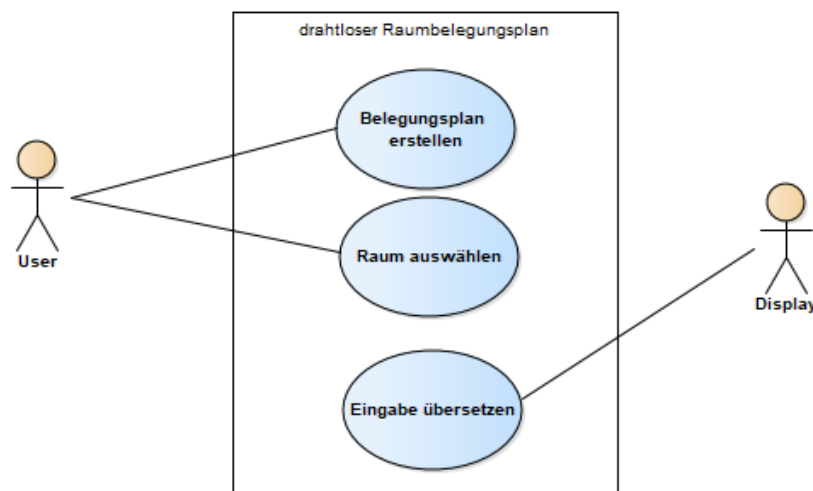 drahtloser Raumbelegungsplan
Belegungsplan
erstellen
User
Raum auswählen
Display
Eingabe übersetzen